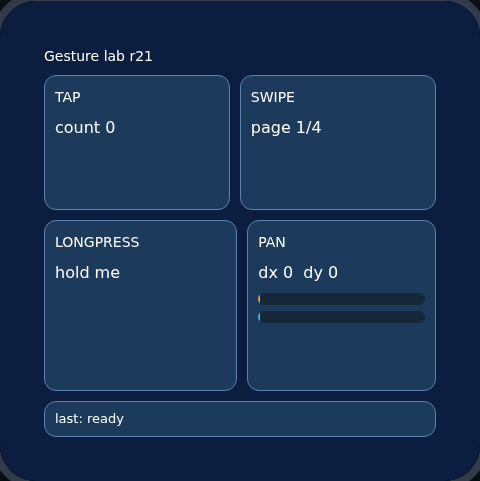 Gesture lab r21
TAP
count 0
SWIPE
page 1/4
LONGPRESS
hold me
PAN
dx 0  dy 0
last: ready